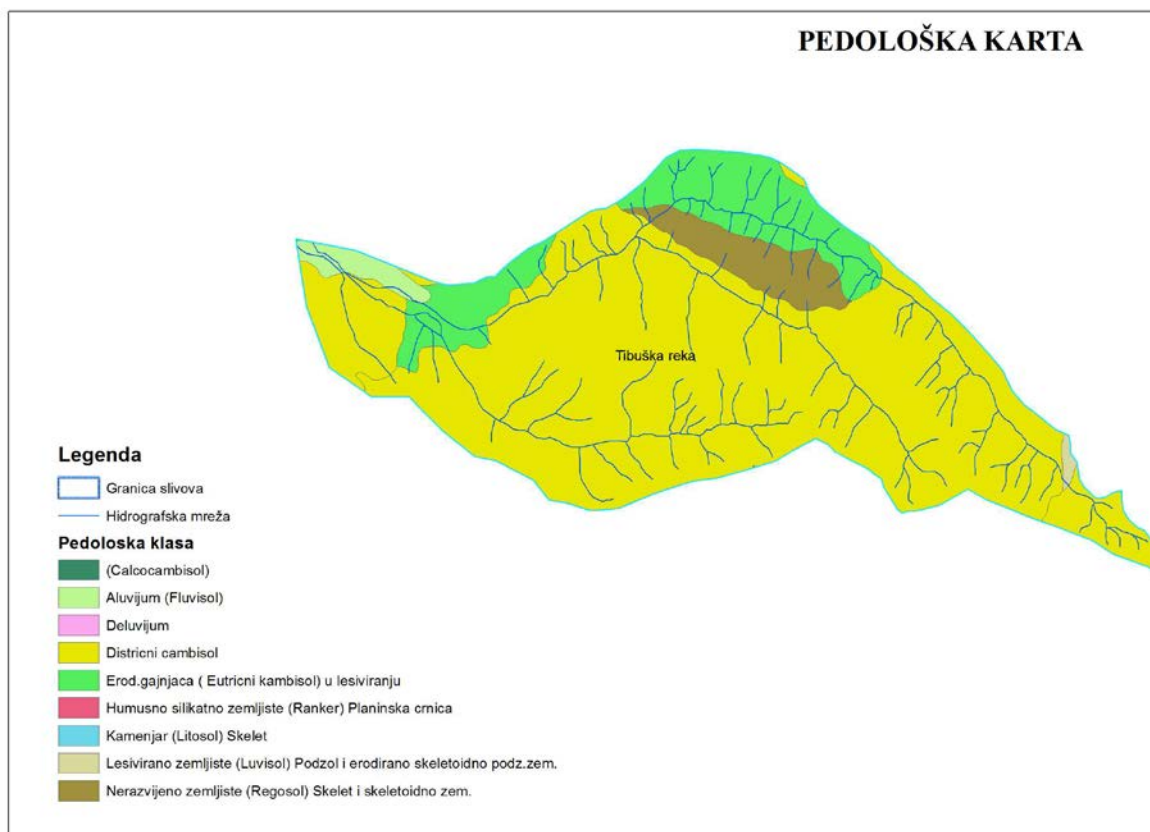 PEDOLOŠKA KARTA
Tibuška reka
Legenda
Granica slivova
Hidrografska mreža
Pedoloska klasa
(Calcocambisol)
Aluvijum (Fluvisol)
Deluvijum
Districni cambisol
Erod.gajnjaca ( Eutricni kambisol) u lesiviranju
Humusno silikatno zemljiste (Ranker) Planinska crnica
Kamenjar (Litosol) Skelet
Lesivirano zemljiste (Luvisol) Podzol i erodirano skeletoidno podz.zem.
Nerazvijeno zemljiste (Regosol) Skelet i skeletoidno zem.